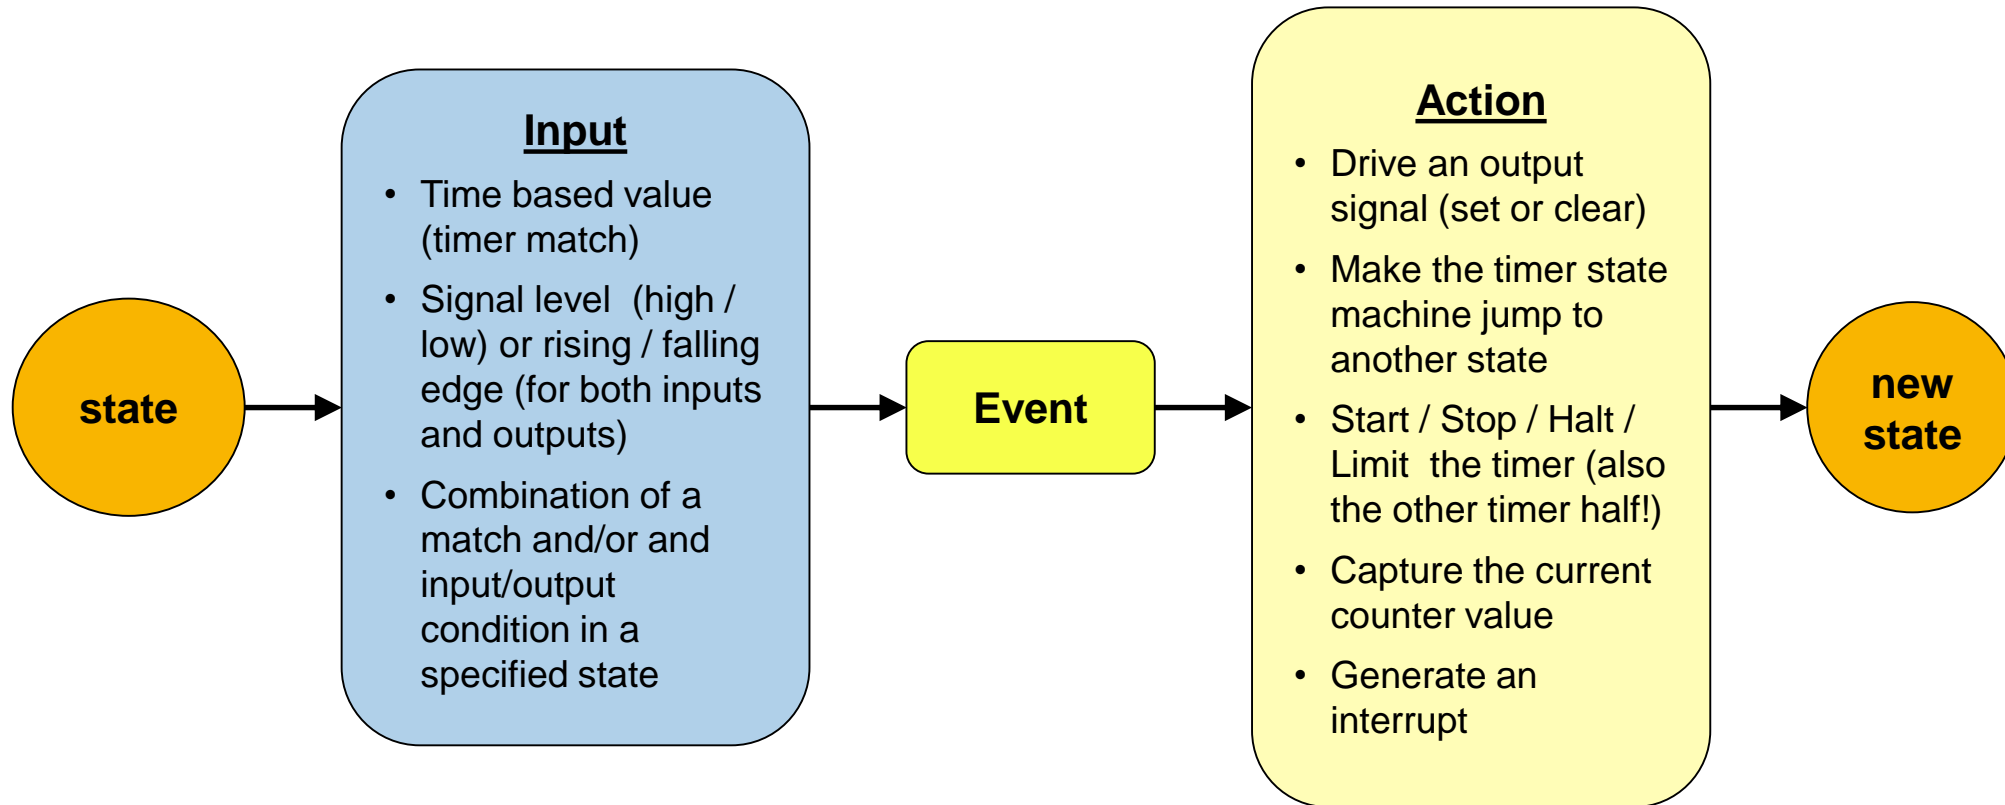 state
Input
• Time based value
(timer match)
• Signal level  (high /
low) or rising / falling
edge (for both inputs
and outputs)
• Combination of a
match and/or and
input/output
condition in a
specified state
Event
Action
• Drive an output
signal (set or clear)
• Make the timer state
machine jump to
another state
• Start / Stop / Halt /
Limit  the timer (also
the other timer half!)
• Capture the current
counter value
• Generate an
interrupt
new
state